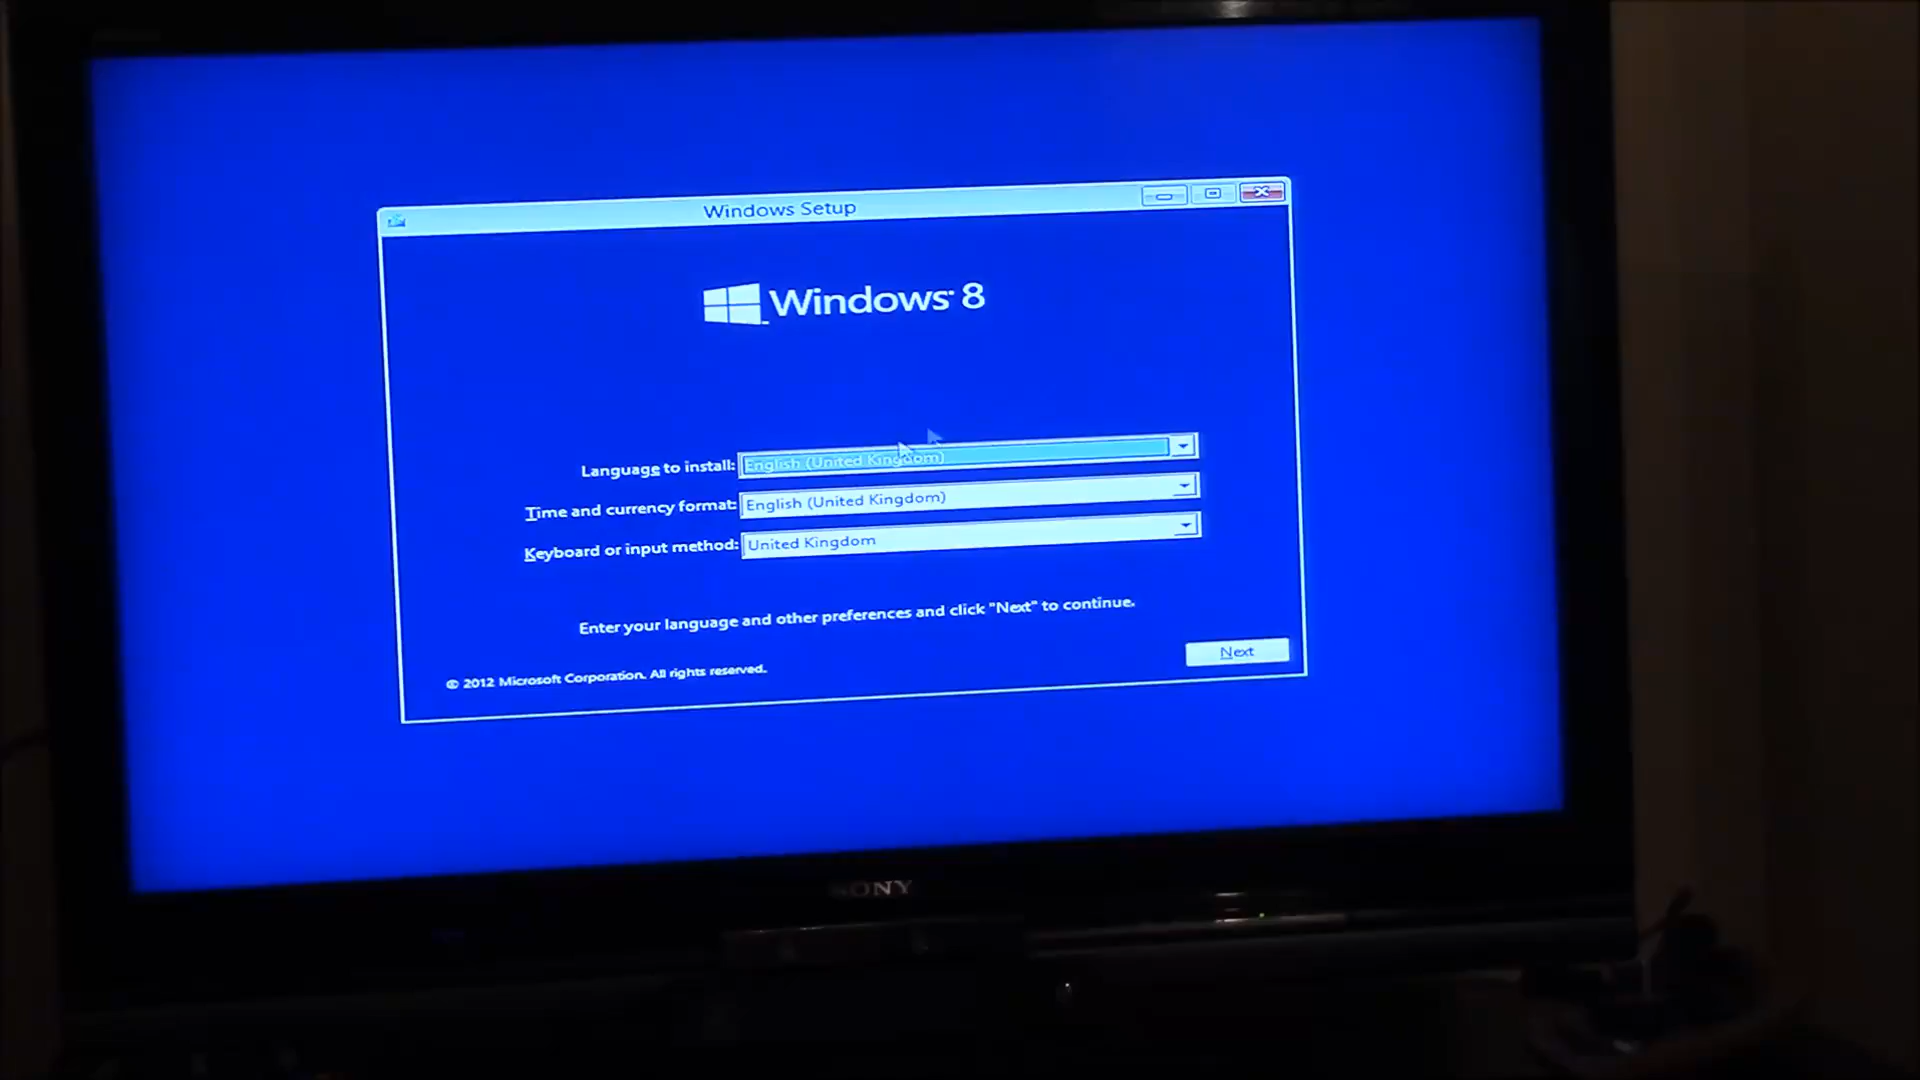 Windows Setup
Windows 8
Language to install: English (United Kingdom)
Time and currency format: English (United Kingdom)
Keyboard or input method: United Kingdom
Enter your language and other preferences and click "Next" to continue.
Next
© 2012 Microsoft Corporation. All rights reserved.
SONY